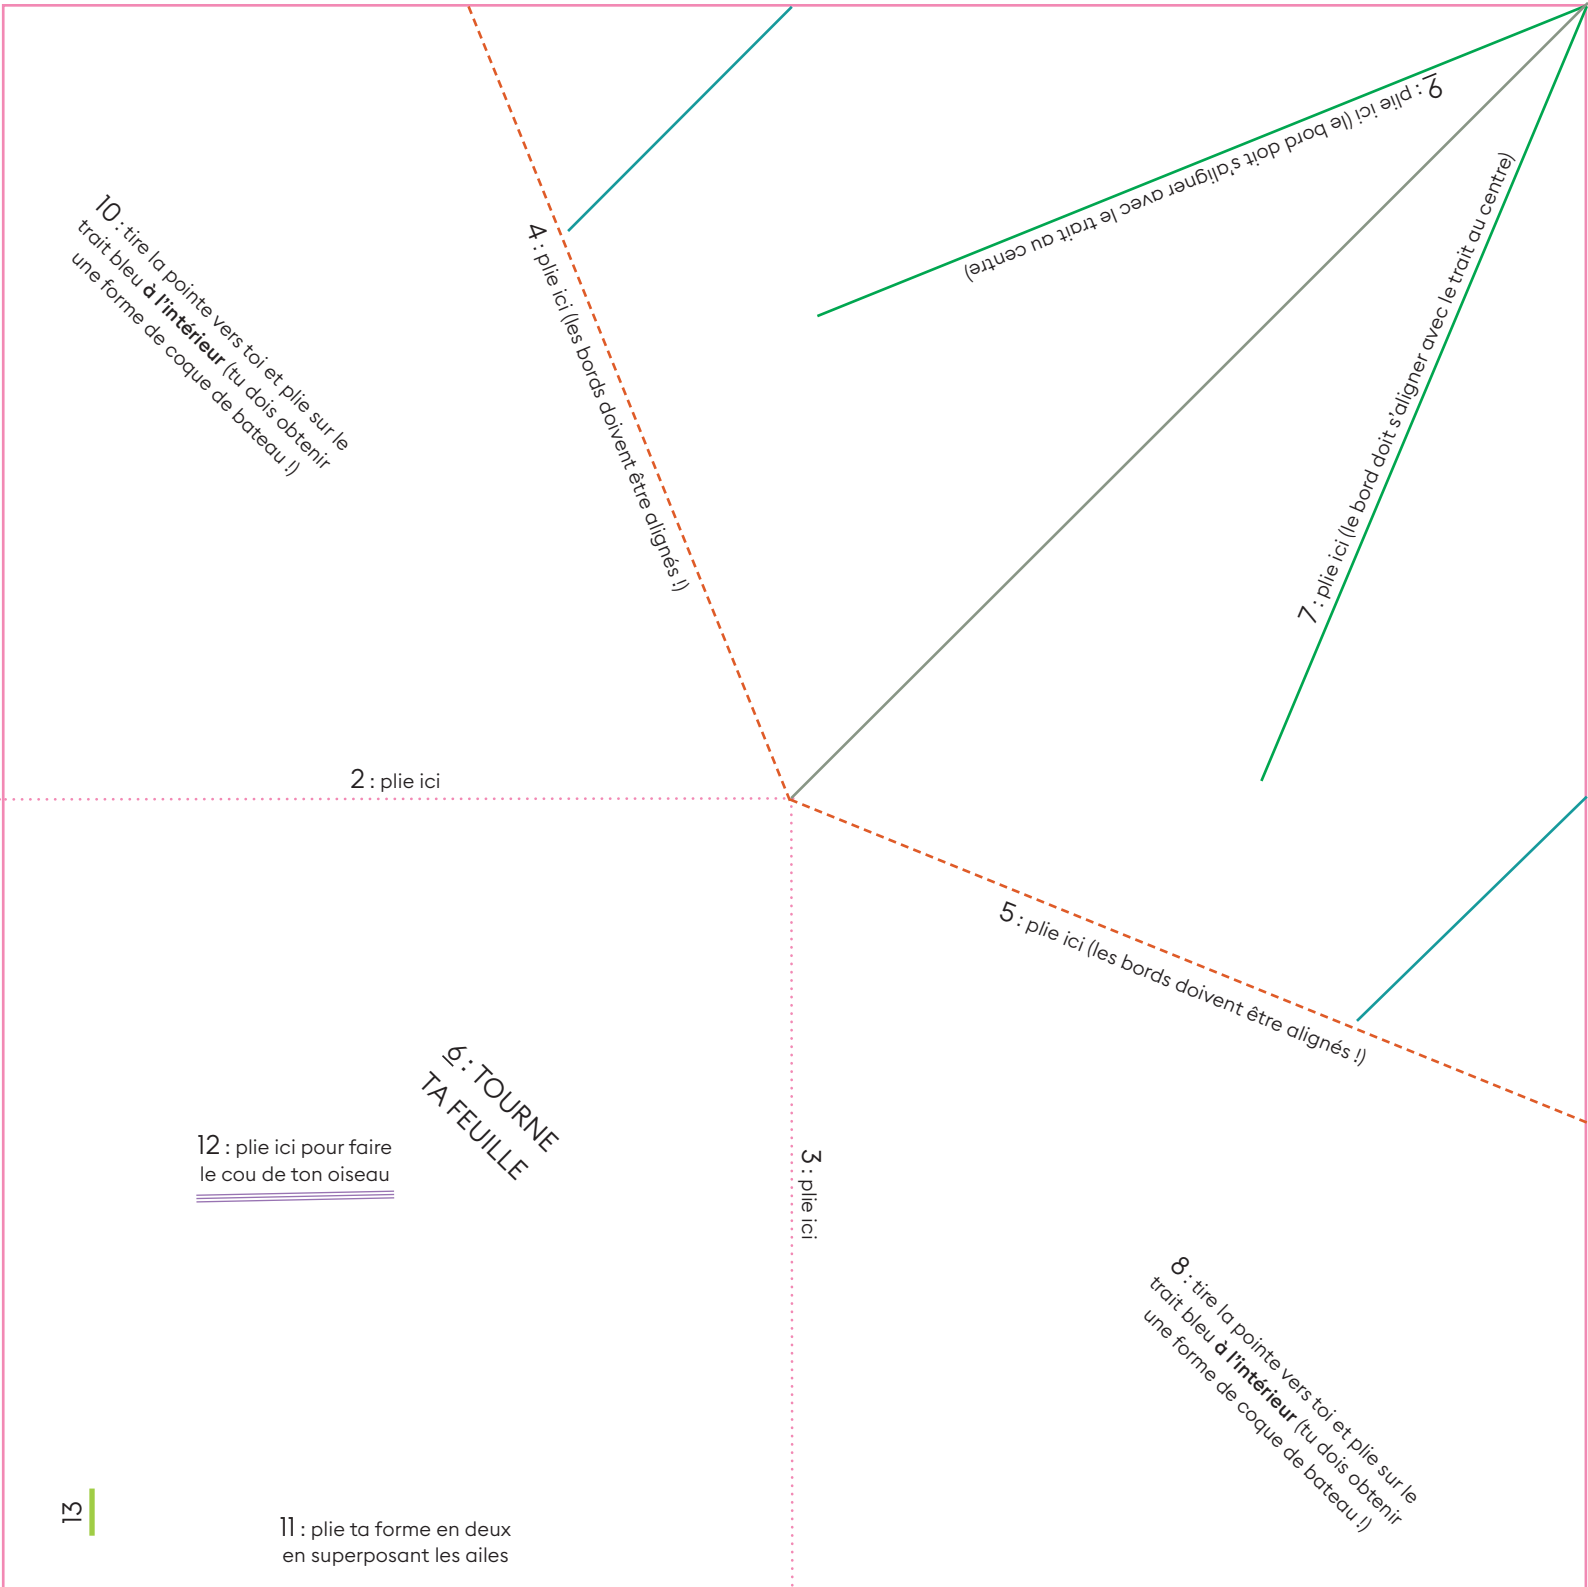 9 : plie ici (le bord doit s'aligner avec le trait au centre)
7 : plie ici (le bord doit s'aligner avec le trait au centre)
10 : tire la pointe vers toi et plie sur le
trait bleu à l'intérieur (tu dois obtenir
une forme de coque de bateau !)
4 : plie ici (les bords doivent être alignés !)
2 : plie ici
5 : plie ici (les bords doivent être alignés !)
6 : TOURNE
TA FEUILLE
12 : plie ici pour faire
le cou de ton oiseau
3 : plie ici
8 : tire la pointe vers toi et plie sur le
trait bleu à l'intérieur (tu dois obtenir
une forme de coque de bateau !)
13
11 : plie ta forme en deux
en superposant les ailes